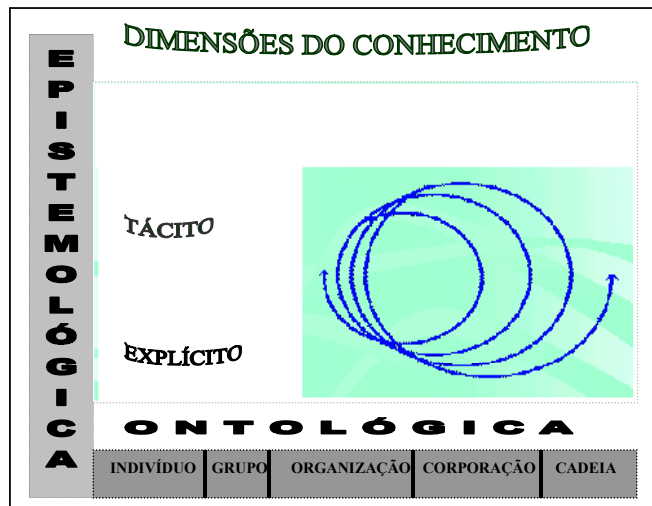 DIMENSÕES DO CONHECIMENTO
EPISTEMOLÓGICA
TÁCITO
EXPLÍCITO
ONTOLÓGICA
INDIVÍDUO GRUPO ORGANIZAÇÃO CORPORAÇÃO CADEIA